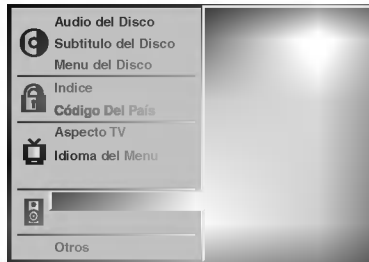 Audio del Disco
Subtitulo del Disco
Menu del Disco
Indice
Código Del País
Aspecto TV
Idioma del Menu
Otros